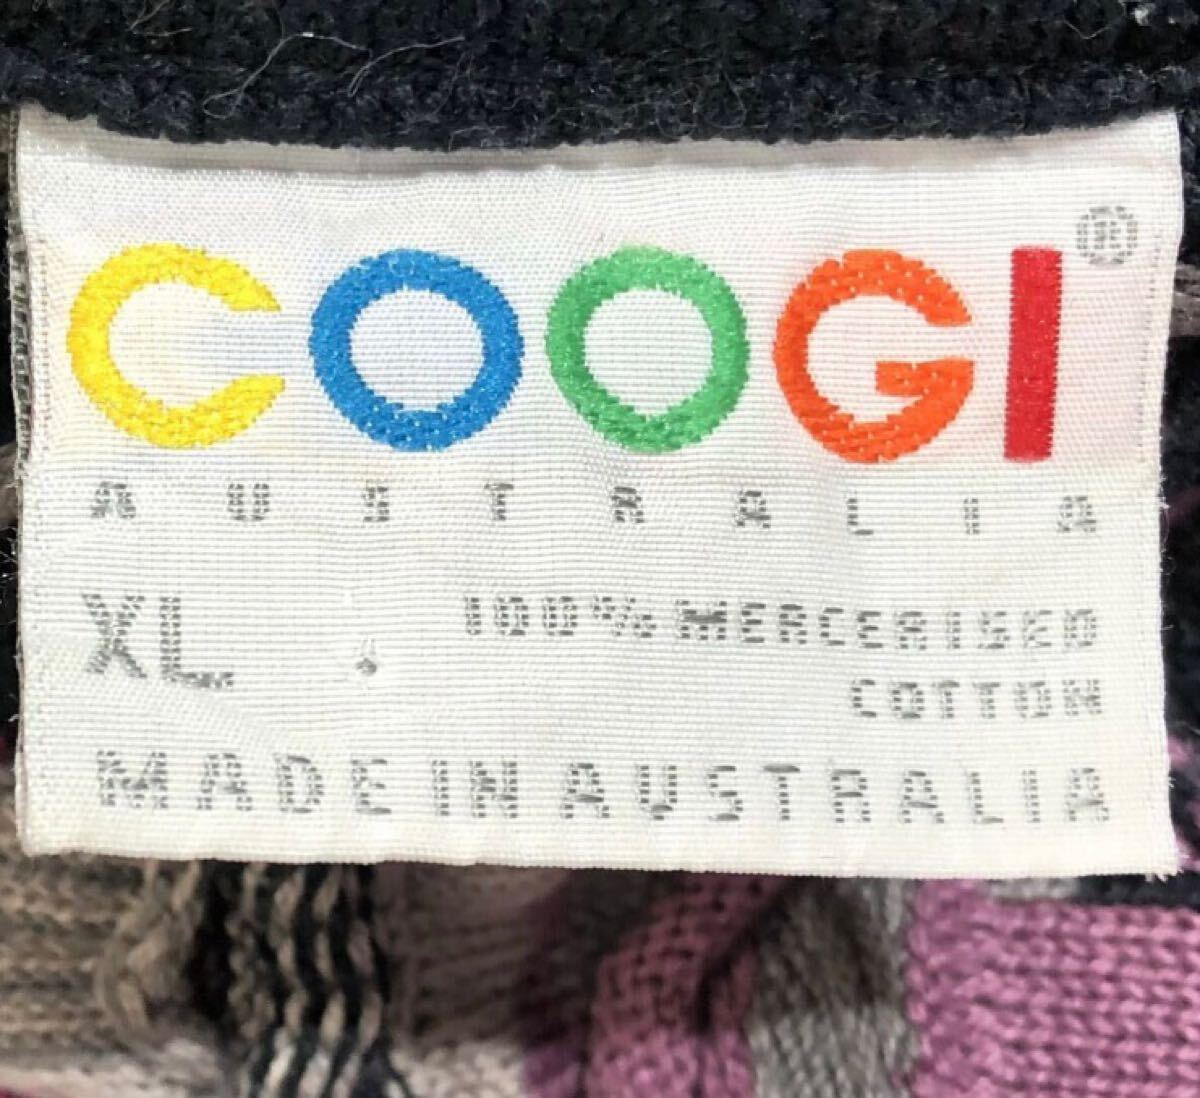 COOGI®
australia
XL 100% MERCERISED
COTTON
MADE IN AUSTRALIA